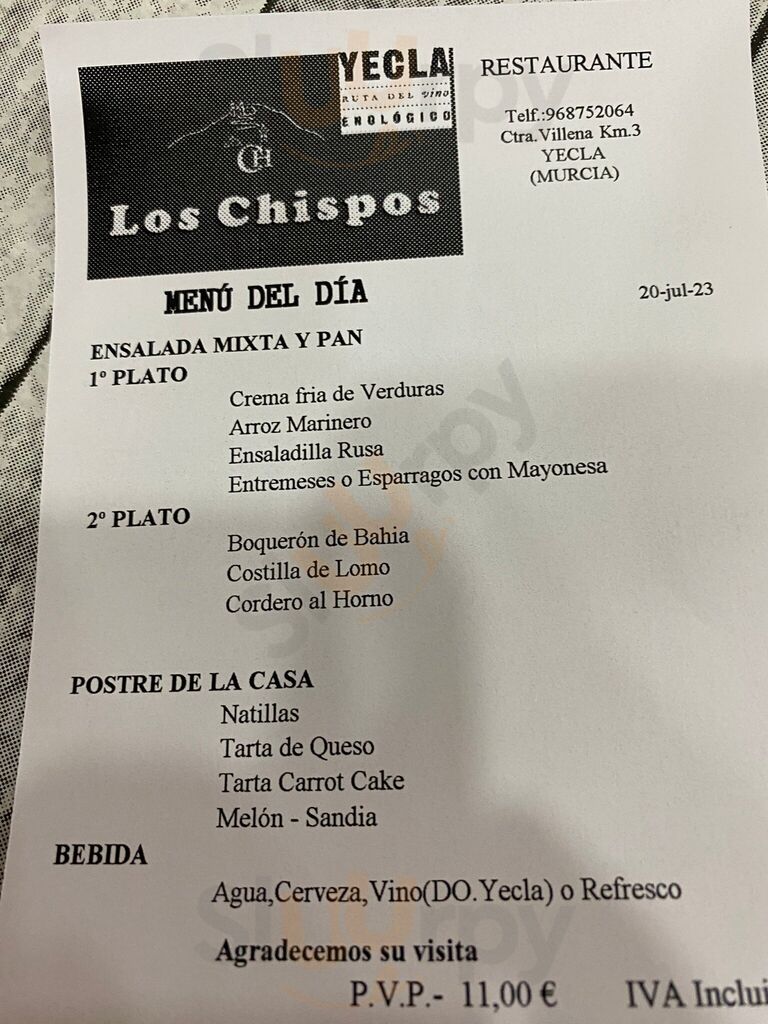 YECLA
RUTA DEL vino
ENOLÓGICO
CH
Los Chispos
RESTAURANTE
Telf.:968752064
Ctra.Villena Km.3
YECLA
(MURCIA)
MENÚ DEL DÍA
20-jul-23
ENSALADA MIXTA Y PAN
1º PLATO
Crema fria de Verduras
Arroz Marinero
Ensaladilla Rusa
Entremeses o Esparragos con Mayonesa
2º PLATO
Boquerón de Bahia
Costilla de Lomo
Cordero al Horno
POSTRE DE LA CASA
Natillas
Tarta de Queso
Tarta Carrot Cake
Melón - Sandia
BEBIDA
Agua,Cerveza,Vino(DO.Yecla) o Refresco
Agradecemos su visita
P.V.P.- 11,00 € IVA Inclui
Slurpy
Slurpy
Slurpy